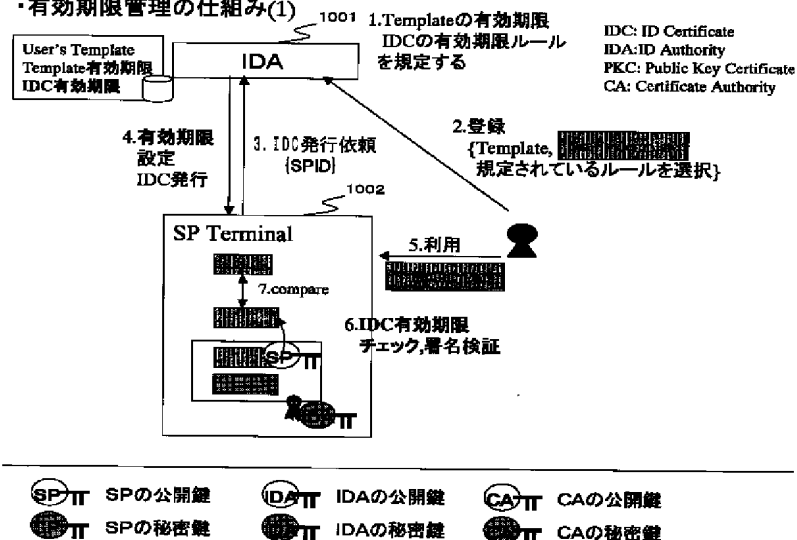 ・有効期限管理の仕組み(1)
1001
1.Templateの有効期限
IDCの有効期限ルール
を規定する
IDC: ID Certificate
IDA:ID Authority
PKC: Public Key Certificate
CA: Certificate Authority
User's Template
Template有効期限
IDC有効期限
IDA
2.登録
{Template,
規定されているルールを選択}
4.有効期限
設定
IDC発行
3. IDC発行依頼
{SPID}
1002
SP Terminal
5.利用
7.compare
6.IDC有効期限
チェック,署名検証
SP
SP SPの公開鍵
IDA IDAの公開鍵
CA CAの公開鍵
SPの秘密鍵
IDAの秘密鍵
CAの秘密鍵